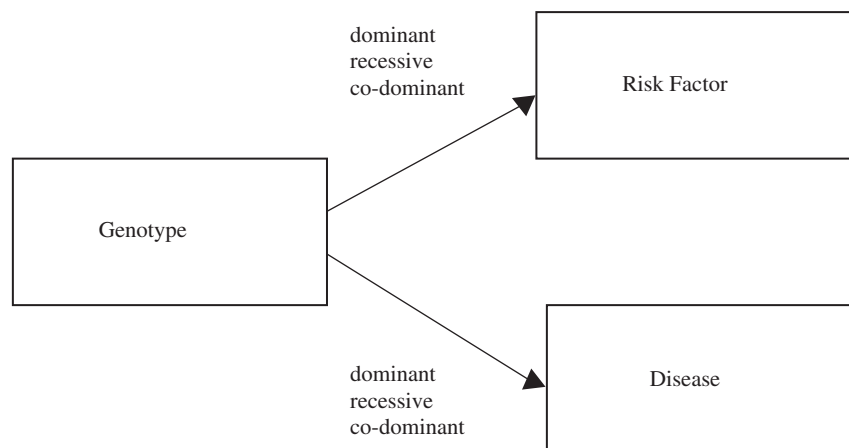 dominant
recessive
co-dominant
Risk Factor
Genotype
Disease
dominant
recessive
co-dominant